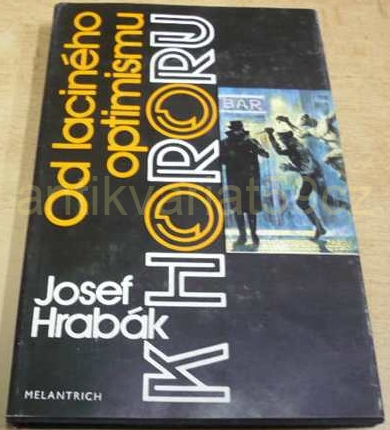 Od laciného
optimismu
K HORORU
BAR
Josef
Hrabák
MELANTRICH